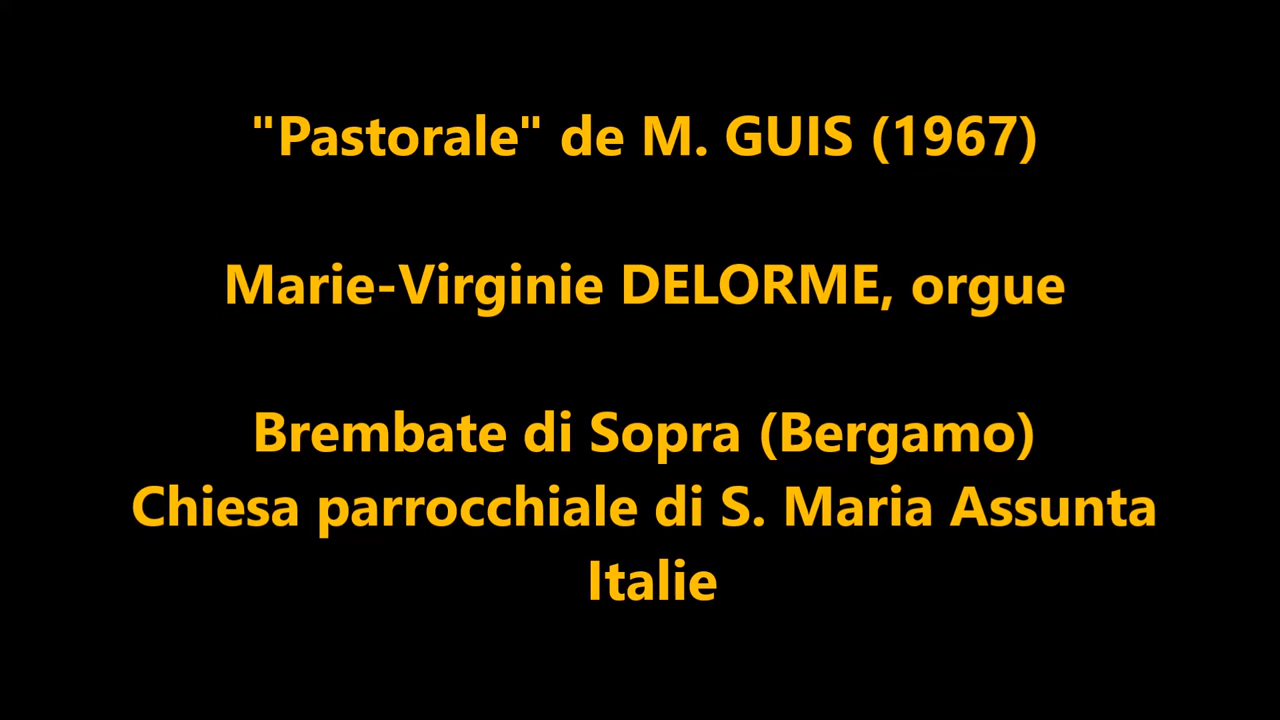 "Pastorale" de M. GUIS (1967)
Marie-Virginie DELORME, orgue
Brembate di Sopra (Bergamo)
Chiesa parrocchiale di S. Maria Assunta
Italie